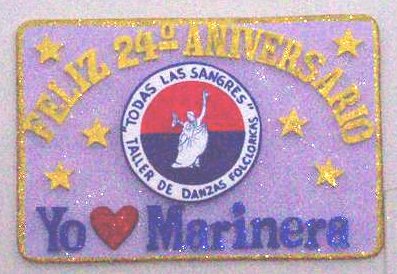 FELIZ 24º ANIVERSARIO
"TODAS LAS SANGRES"
TALLER DE DANZAS FOLCLORICAS
Yo ❤ Marinera